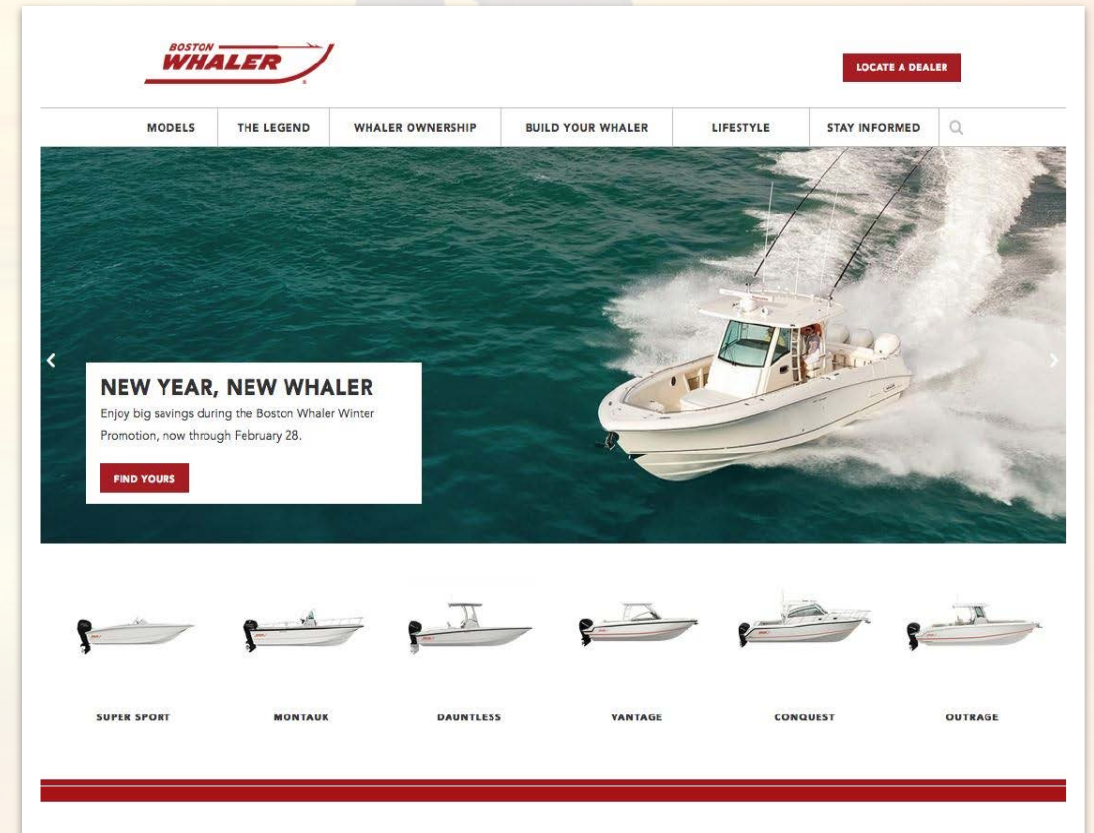 BOSTON
WHALER
LOCATE A DEALER
MODELS
THE LEGEND
WHALER OWNERSHIP
BUILD YOUR WHALER
LIFESTYLE
STAY INFORMED
NEW YEAR, NEW WHALER
Enjoy big savings during the Boston Whaler Winter
Promotion, now through February 28.
FIND YOURS
SUPER SPORT
MONTAUK
DAUNTLESS
VANTAGE
CONQUEST
OUTRAGE